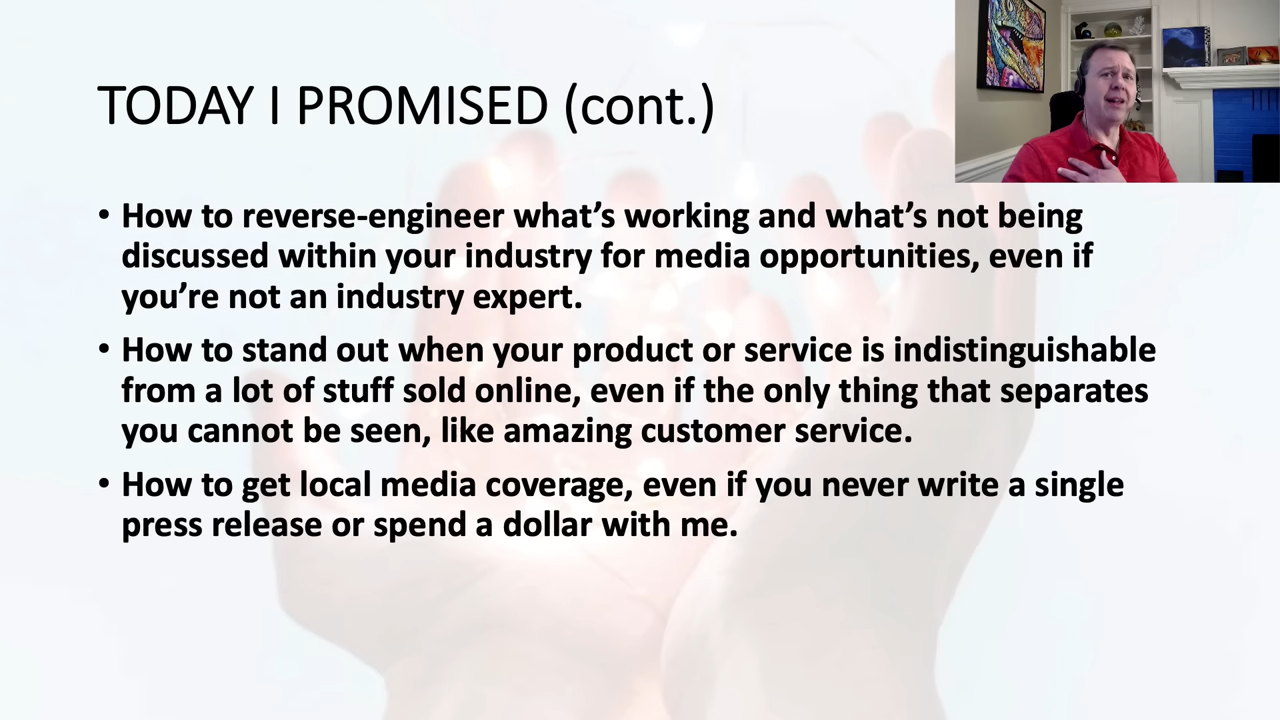 TODAY I PROMISED (cont.)
• How to reverse-engineer what’s working and what’s not being
discussed within your industry for media opportunities, even if
you’re not an industry expert.
• How to stand out when your product or service is indistinguishable
from a lot of stuff sold online, even if the only thing that separates
you cannot be seen, like amazing customer service.
• How to get local media coverage, even if you never write a single
press release or spend a dollar with me.